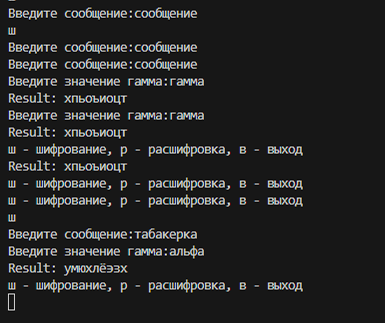 Введите сообщение:сообщение
ш
Введите сообщение:сообщение
Введите сообщение:сообщение
Введите значение гамма:гамма
Result: хпьоъиоцт
Введите значение гамма:гамма
Result: хпьоъиоцт
ш - шифрование, р - расшифровка, в - выход
Result: хпьоъиоцт
ш - шифрование, р - расшифровка, в - выход
ш - шифрование, р - расшифровка, в - выход
ш
Введите сообщение:табакерка
Введите значение гамма:альфа
Result: умюхлёэзх
ш - шифрование, р - расшифровка, в - выход